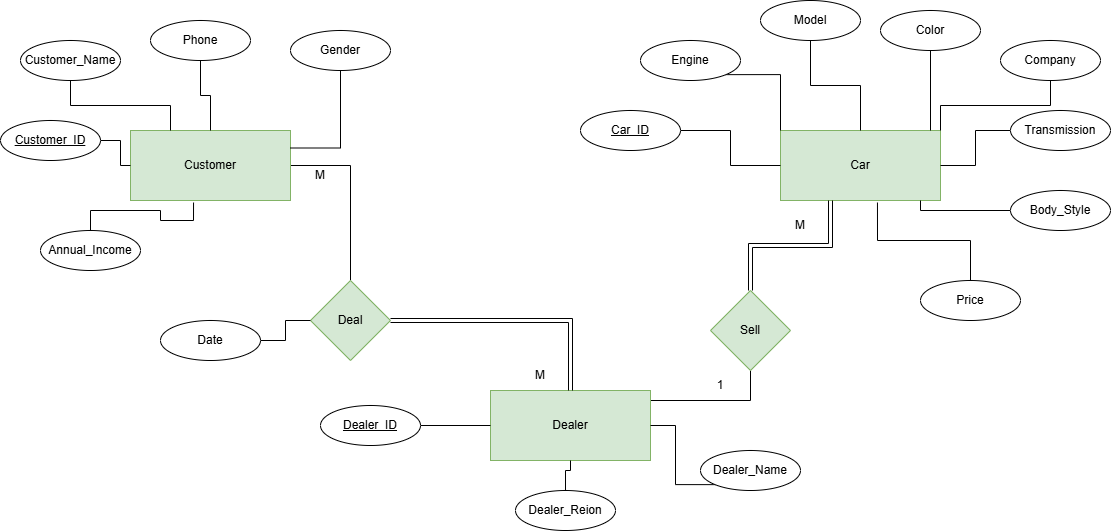 Model
Color
Phone
Gender
Customer_Name
Engine
Company
Car_ID
Transmission
Customer_ID
Customer
Car
M
Body_Style
M
Annual_Income
Price
Deal
Sell
Date
M
1
Dealer_ID
Dealer
Dealer_Name
Dealer_Reion